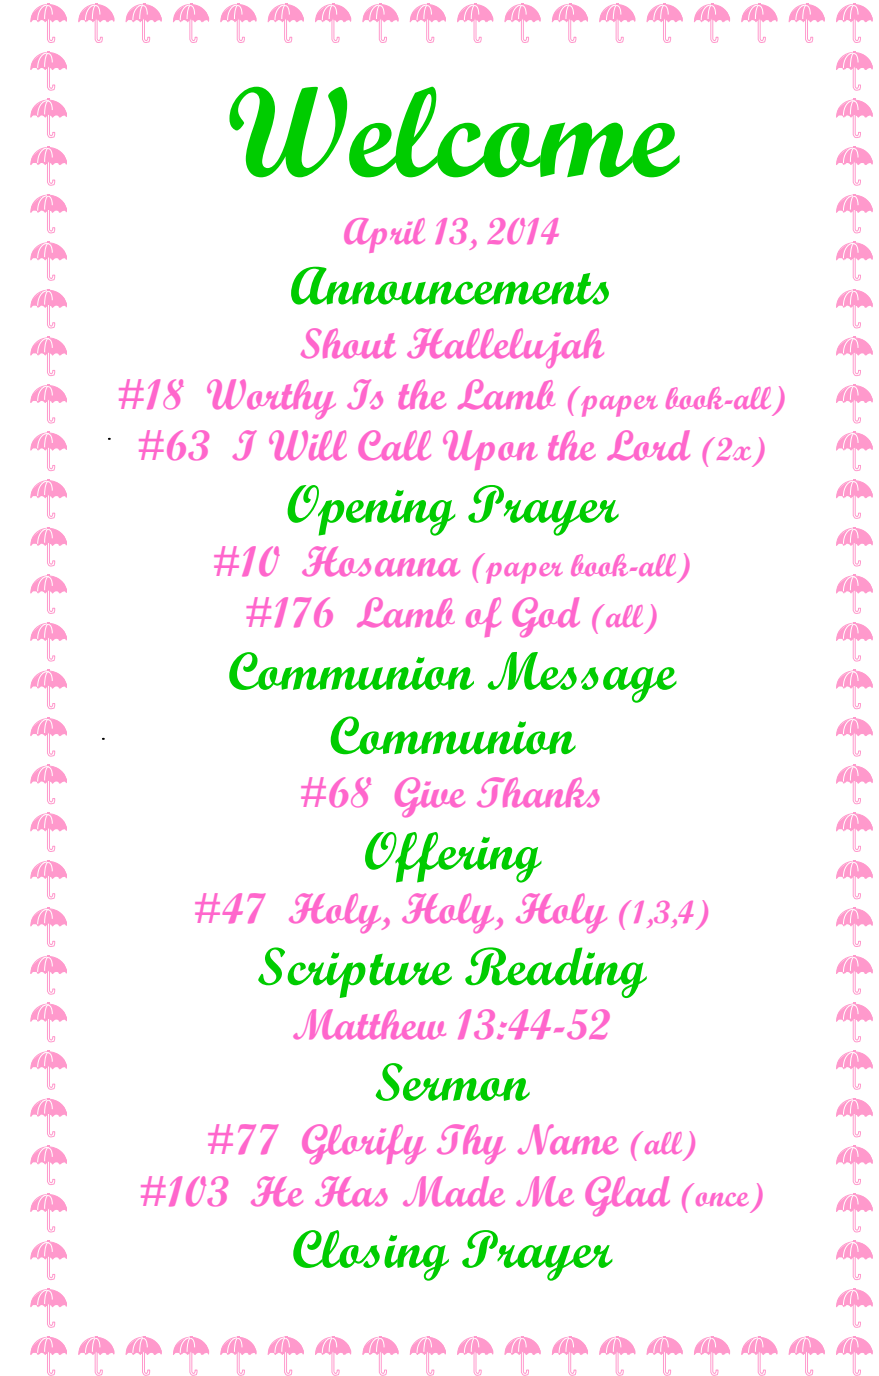 Welcome
April 13, 2014
Announcements
Shout Hallelujah
#18 Worthy Is the Lamb (paper book-all)
#63 I Will Call Upon the Lord (2x)
Opening Prayer
#10 Hosanna (paper book-all)
#176 Lamb of God (all)
Communion Message
Communion
#68 Give Thanks
Offering
#47 Holy, Holy, Holy (1,3,4)
Scripture Reading
Matthew 13:44-52
Sermon
#77 Glorify Thy Name (all)
#103 He Has Made Me Glad (once)
Closing Prayer